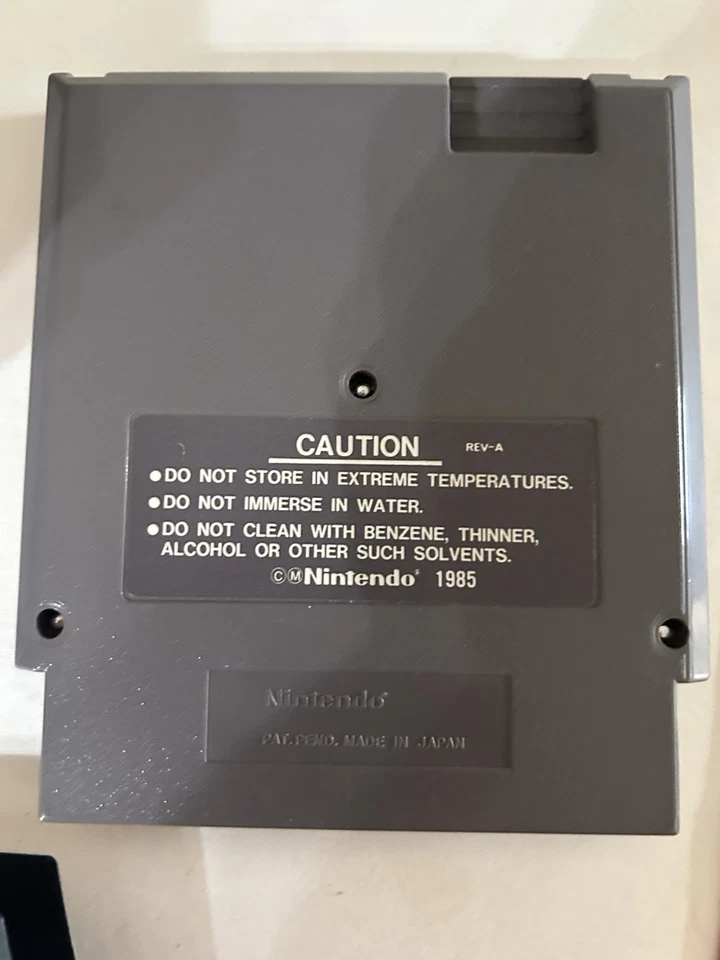 CAUTION REV-A
●DO NOT STORE IN EXTREME TEMPERATURES.
●DO NOT IMMERSE IN WATER.
●DO NOT CLEAN WITH BENZENE, THINNER,
ALCOHOL OR OTHER SUCH SOLVENTS.
ⒸⓂNintendo® 1985
Nintendo®
PAT. PEND. MADE IN JAPAN